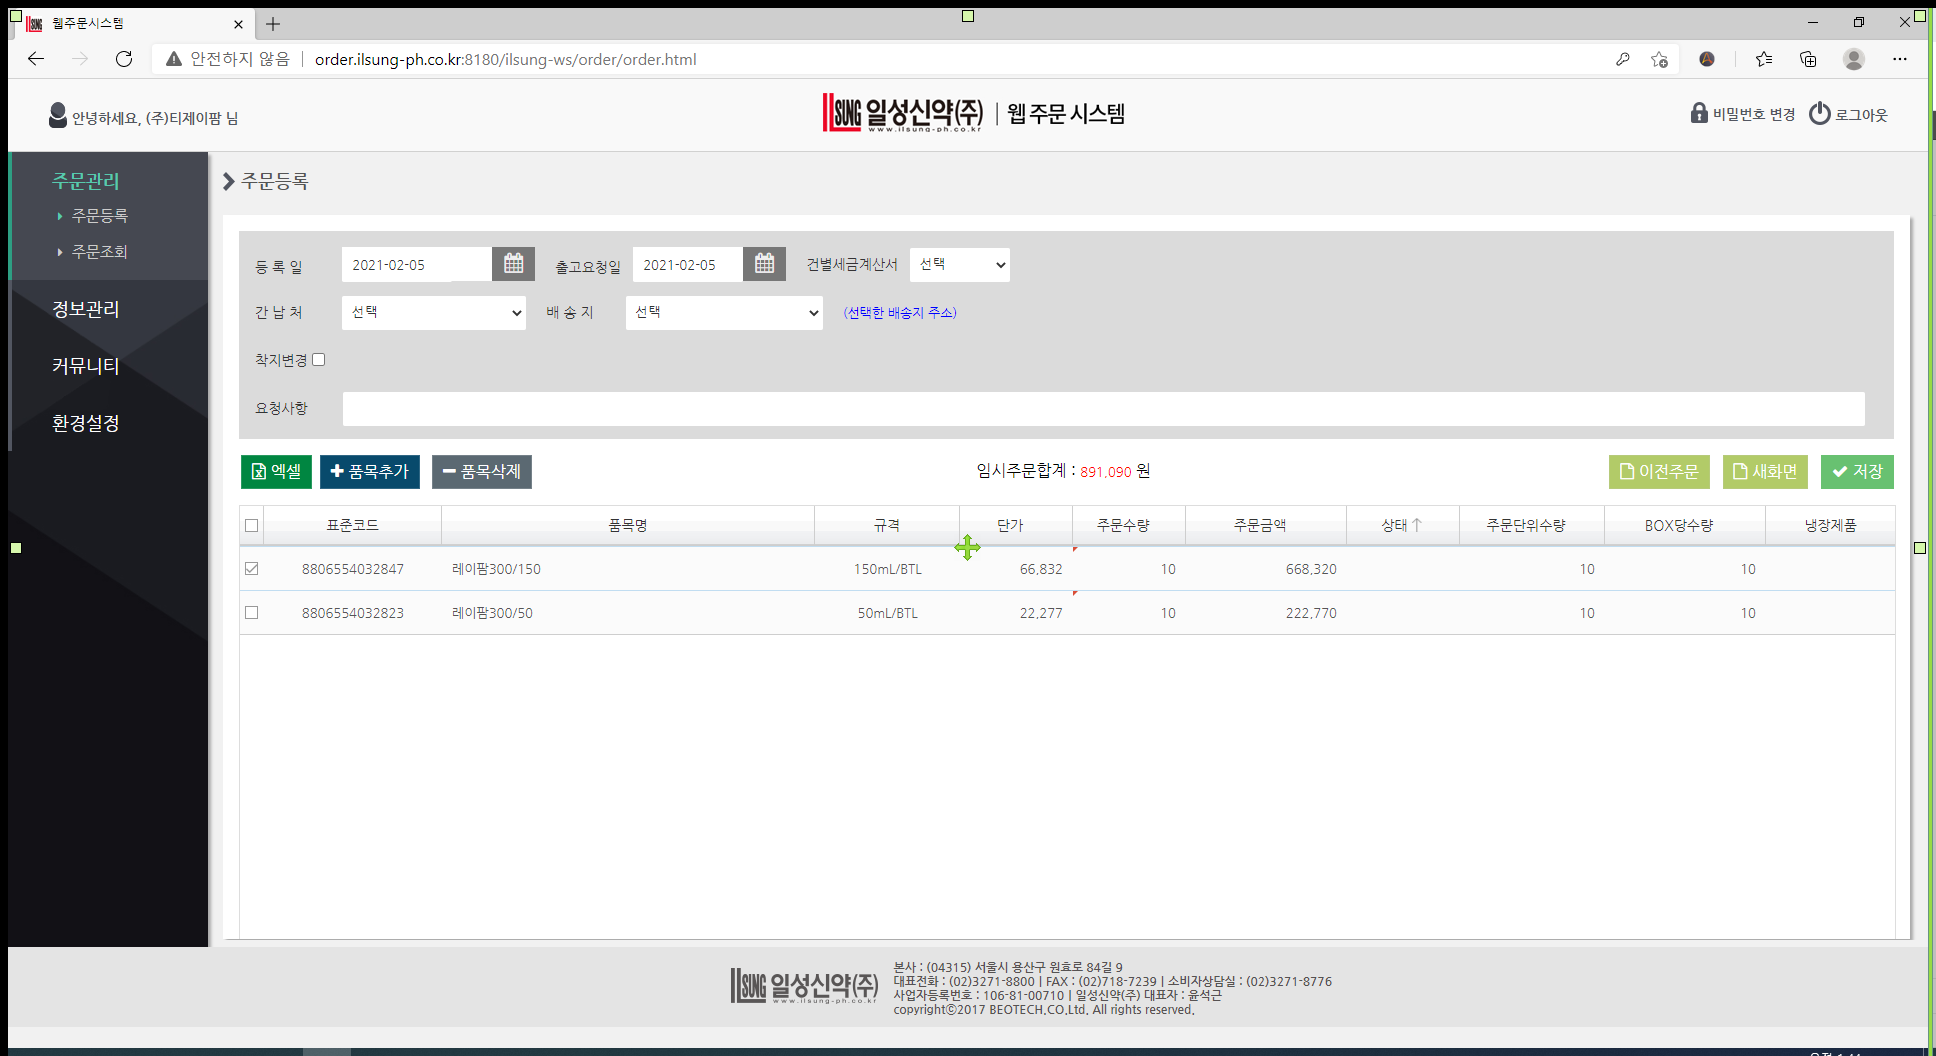 웹주문시스템
안전하지 않음 order.ilsung-ph.co.kr:8180/ilsung-ws/order/order.html
안녕하세요, (주)티제이팜 님
ILSUNG 일성신약(주) | 웹 주문 시스템
www.ilsung-ph.co.kr
비밀번호 변경 로그아웃
주문관리
주문등록
주문조회
정보관리
커뮤니티
환경설정
주문등록
등 록 일 2021-02-05 출고요청일 2021-02-05 건별세금계산서 선택
간 납 처 선택 배 송 지 선택 (선택한 배송지 주소)
착지변경
요청사항
엑셀 품목추가 품목삭제 임시주문합계 : 891,090 원 이전주문 새화면 저장
표준코드 품목명 규격 단가 주문수량 주문금액 상태 주문단위수량 BOX당수량 냉장제품
8806554032847 레이팜300/150 150mL/BTL 66,832 10 668,320 10 10
8806554032823 레이팜300/50 50mL/BTL 22,277 10 222,770 10 10
ILSUNG 일성신약(주)
www.ilsung-ph.co.kr
본사 : (04315) 서울시 용산구 원효로 84길 9
대표전화 : (02)3271-8800 | FAX : (02)718-7239 | 소비자상담실 : (02)3271-8776
사업자등록번호 : 106-81-00710 | 일성신약(주) 대표자 : 윤석근
copyrightⓒ2017 BEOTECH.CO.Ltd. All rights reserved.